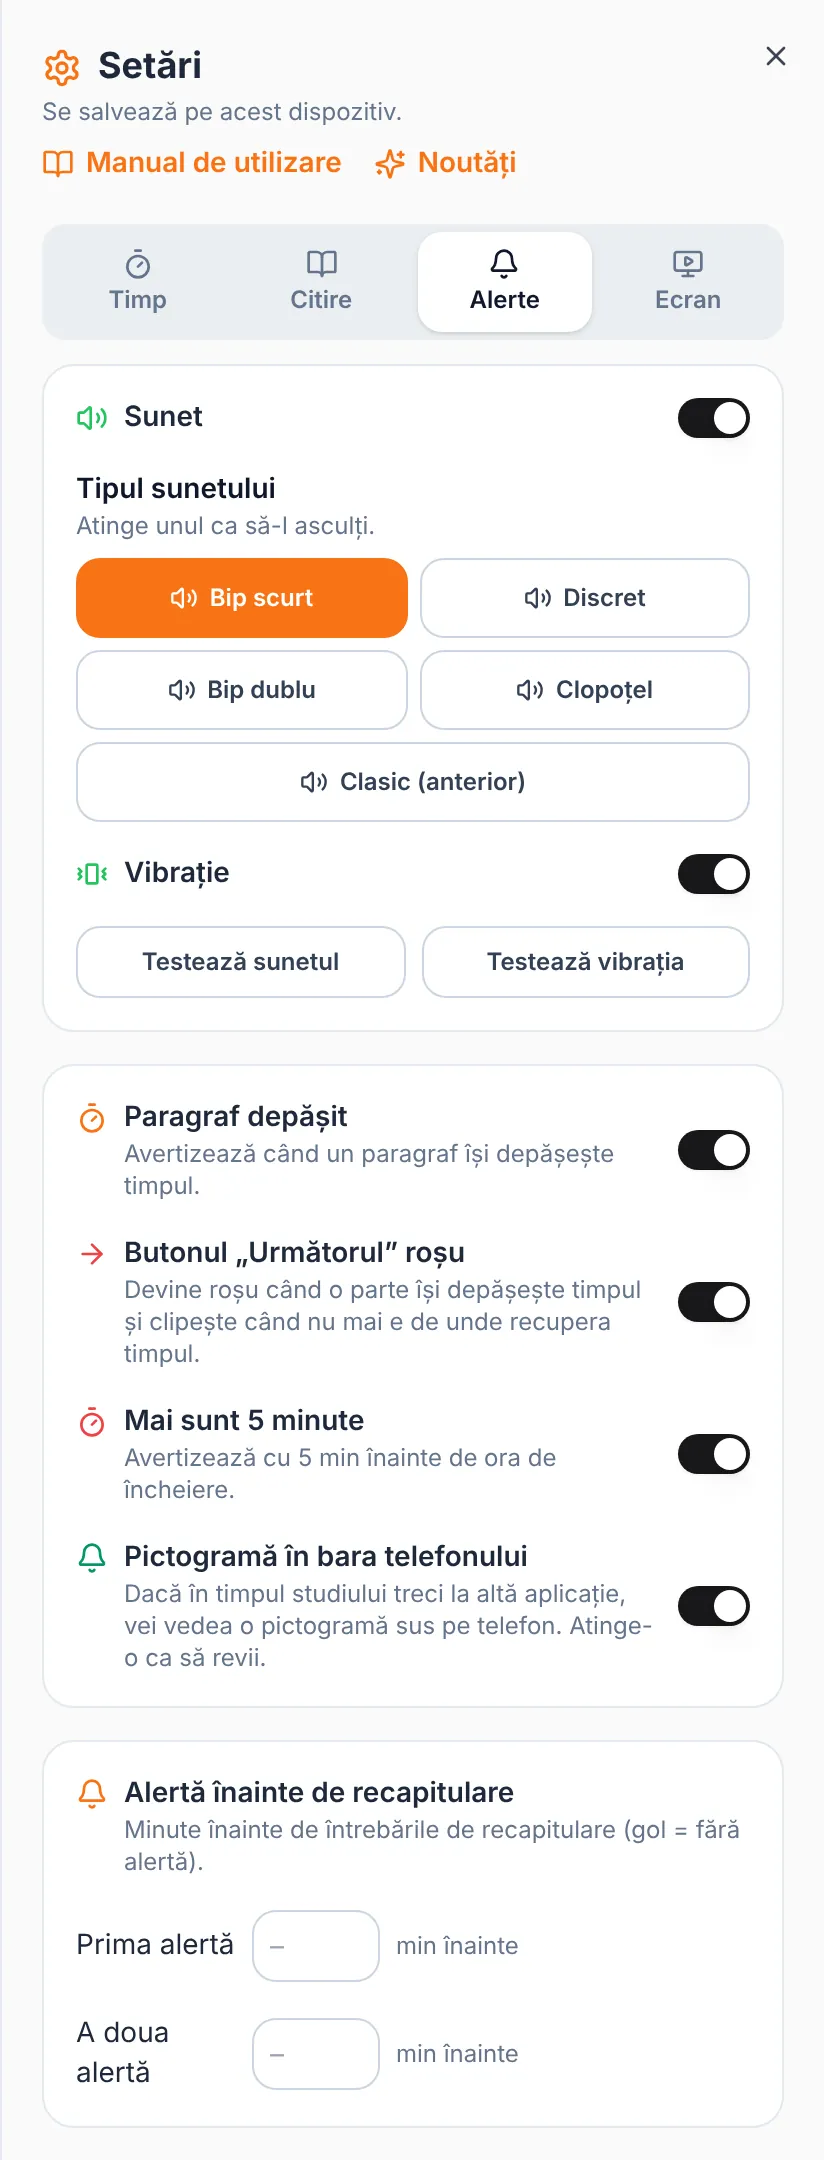 Setări
Se salvează pe acest dispozitiv.
Manual de utilizare Noutăți
Timp Citire Alerte Ecran
Sunet
Tipul sunetului
Atinge unul ca să-l asculți.
Bip scurt Discret
Bip dublu Clopoțel
Clasic (anterior)
Vibrație
Testează sunetul Testează vibrația
Paragraf depășit
Avertizează când un paragraf își depășește
timpul.
Butonul „Următorul” roșu
Devine roșu când o parte își depășește timpul
și clipește când nu mai e de unde recupera
timpul.
Mai sunt 5 minute
Avertizează cu 5 min înainte de ora de
încheiere.
Pictogramă în bara telefonului
Dacă în timpul studiului treci la altă aplicație,
vei vedea o pictogramă sus pe telefon. Atinge-
o ca să revii.
Alertă înainte de recapitulare
Minute înainte de întrebările de recapitulare (gol = fără
alertă).
Prima alertă – min înainte
A doua
alertă – min înainte